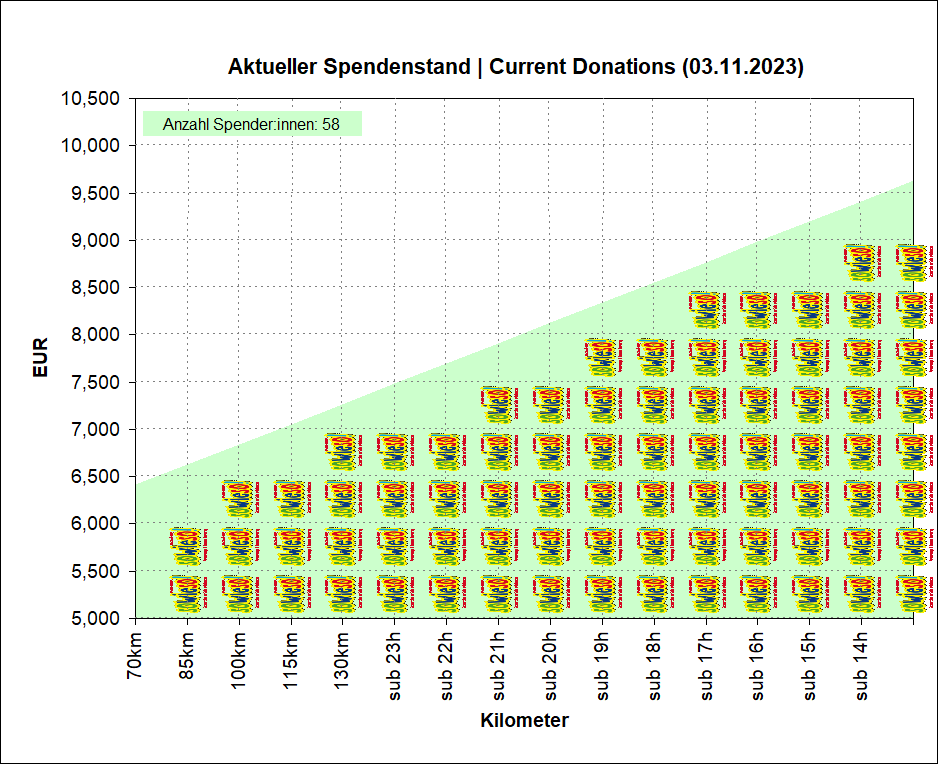 Aktueller Spendenstand | Current Donations (03.11.2023)
10,500
Anzahl Spender:innen: 58
10,000
9,500
9,000
8,500
8,000
7,500
7,000
6,500
6,000
5,500
5,000
EUR
70km
85km
100km
115km
130km
sub 23h
sub 22h
sub 21h
sub 20h
sub 19h
sub 18h
sub 17h
sub 16h
sub 15h
sub 14h
Kilometer